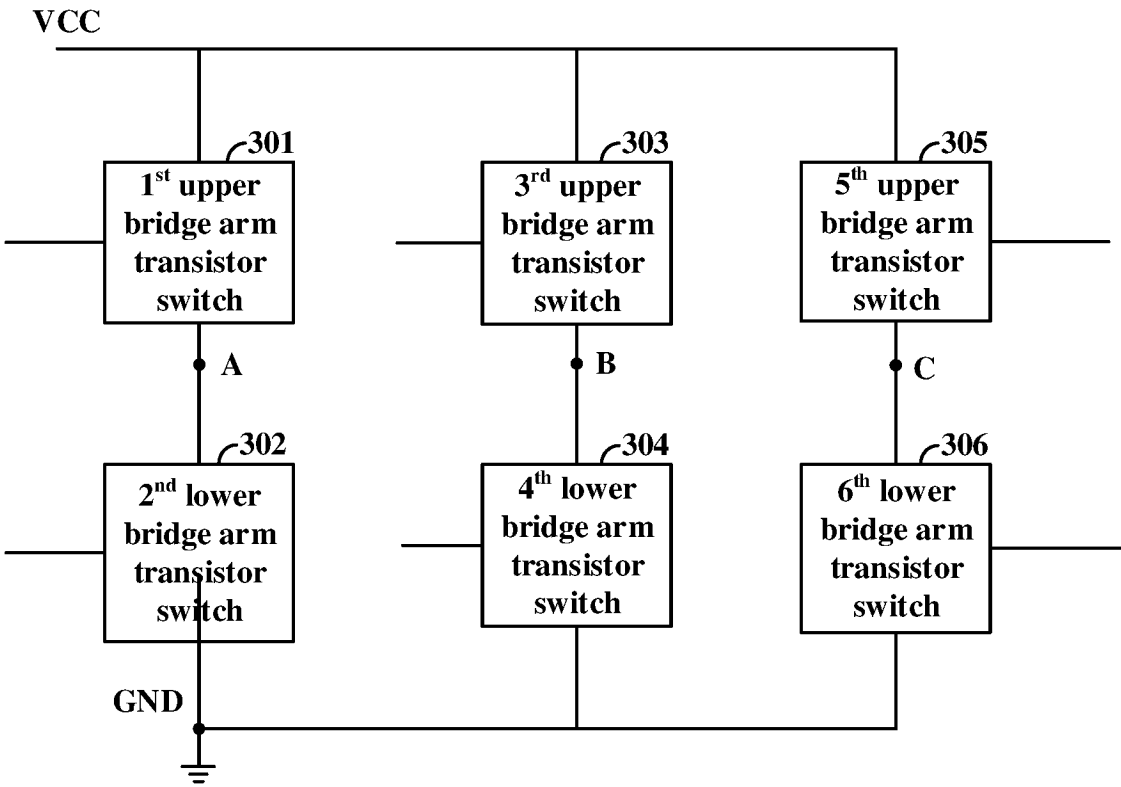 VCC
301
303
305
1st upper
bridge arm
transistor
switch
3rd upper
bridge arm
transistor
switch
5th upper
bridge arm
transistor
switch
A
B
C
302
304
306
2nd lower
bridge arm
transistor
switch
4th lower
bridge arm
transistor
switch
6th lower
bridge arm
transistor
switch
GND